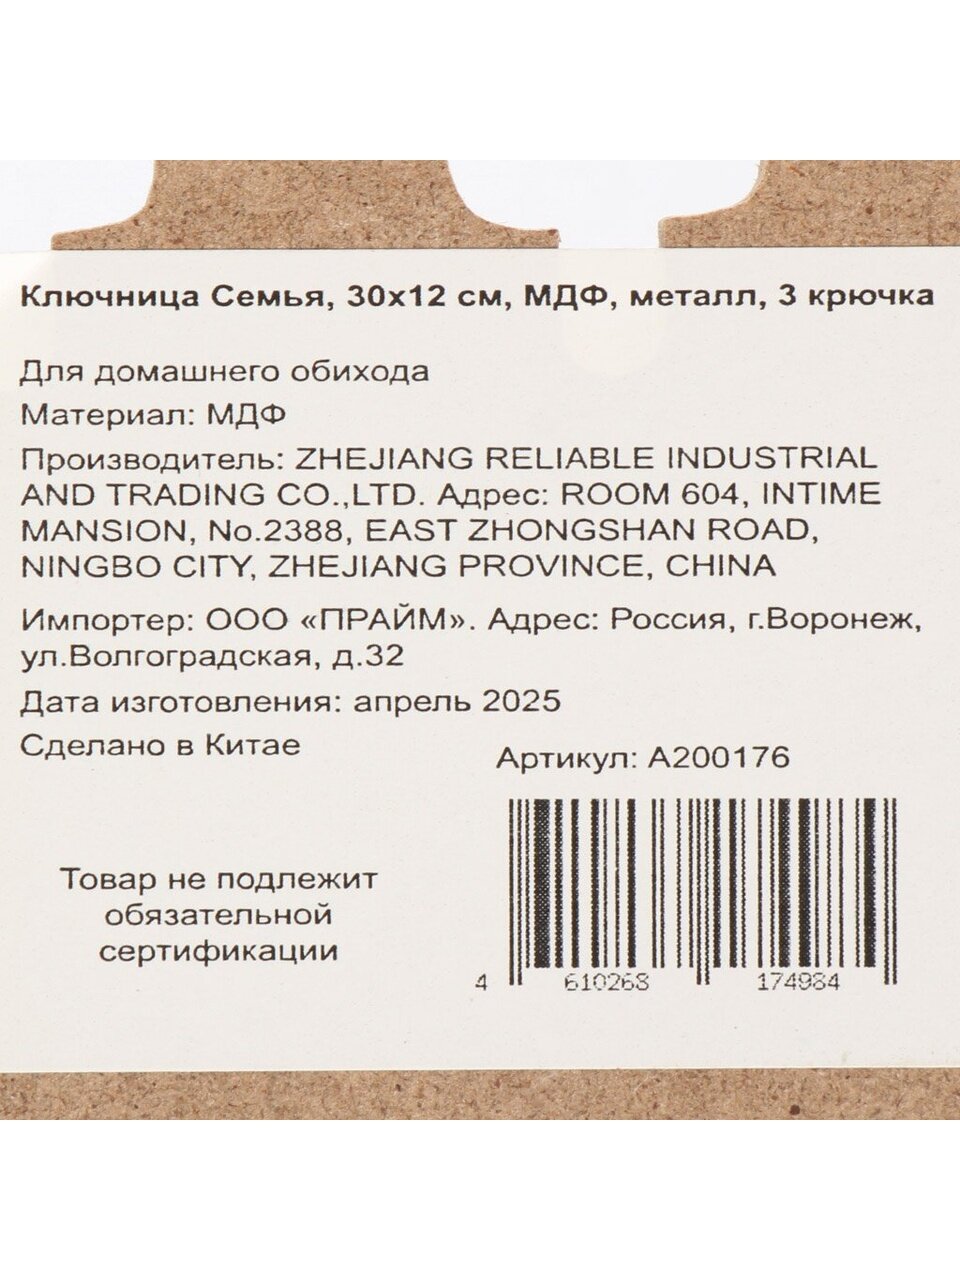 Ключница Семья, 30х12 см, МДФ, металл, 3 крючка
Для домашнего обихода
Материал: МДФ
Производитель: ZHEJIANG RELIABLE INDUSTRIAL
AND TRADING CO.,LTD. Адрес: ROOM 604, INTIME
MANSION, No.2388, EAST ZHONGSHAN ROAD,
NINGBO CITY, ZHEJIANG PROVINCE, CHINA
Импортер: ООО «ПРАЙМ». Адрес: Россия, г.Воронеж,
ул.Волгоградская, д.32
Дата изготовления: апрель 2025
Сделано в Китае
Артикул: А200176
Товар не подлежит
обязательной
сертификации
4 610268 174984